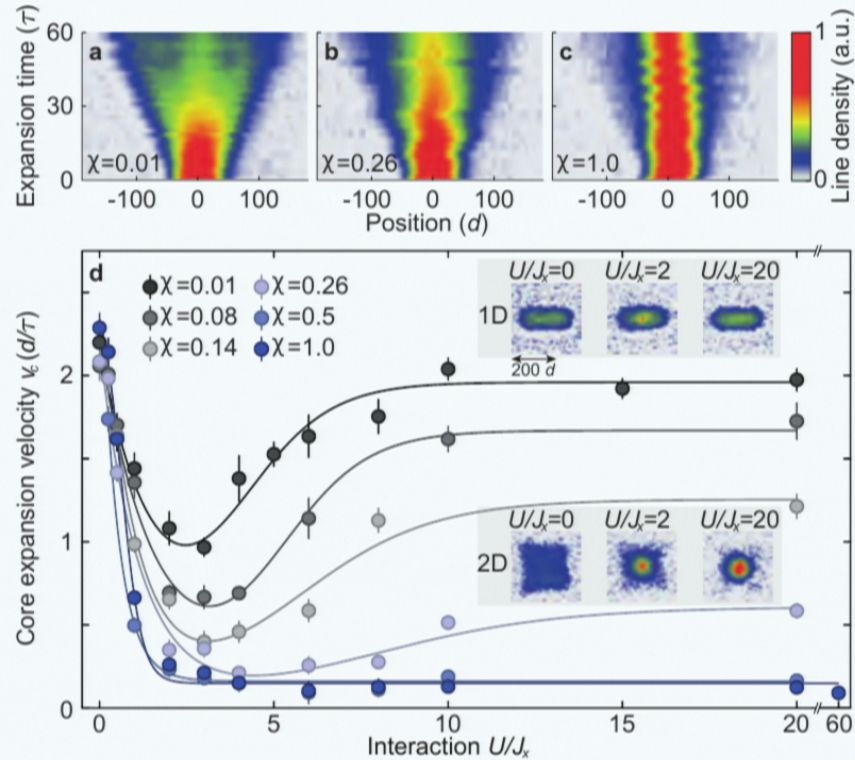 Expansion time (τ)
60
30
0
a
χ=0.01
b
χ=0.26
c
χ=1.0
-100 0 100
-100 0 100
-100 0 100
Position (d)
1
0
Line density (a.u.)
d
χ=0.01 χ=0.26
χ=0.08 χ=0.5
χ=0.14 χ=1.0
U/Jₓ=0 U/Jₓ=2 U/Jₓ=20
1D
200 d
U/Jₓ=0 U/Jₓ=2 U/Jₓ=20
2D
Core expansion velocity v_c (d/τ)
2
1
0
0 5 10 15 20 60
Interaction U/Jₓ